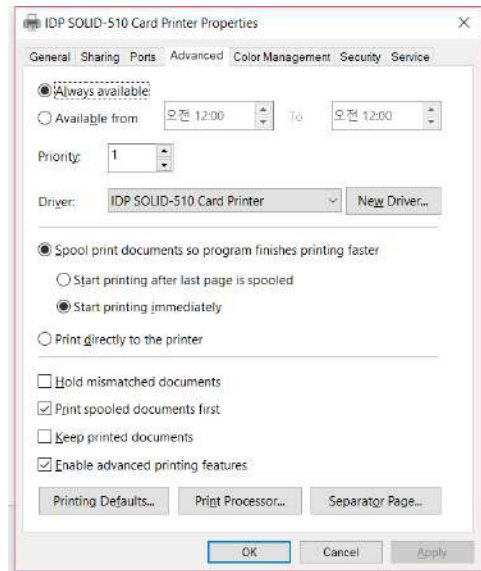 IDP SOLID-510 Card Printer Properties
General Sharing Ports Advanced Color Management Security Service
Always available
Available from 오전 12:00 To 오전 12:00
Priority: 1
Driver: IDP SOLID-510 Card Printer New Driver...
Spool print documents so program finishes printing faster
Start printing after last page is spooled
Start printing immediately
Print directly to the printer
Hold mismatched documents
Print spooled documents first
Keep printed documents
Enable advanced printing features
Printing Defaults... Print Processor... Separator Page...
OK Cancel Apply